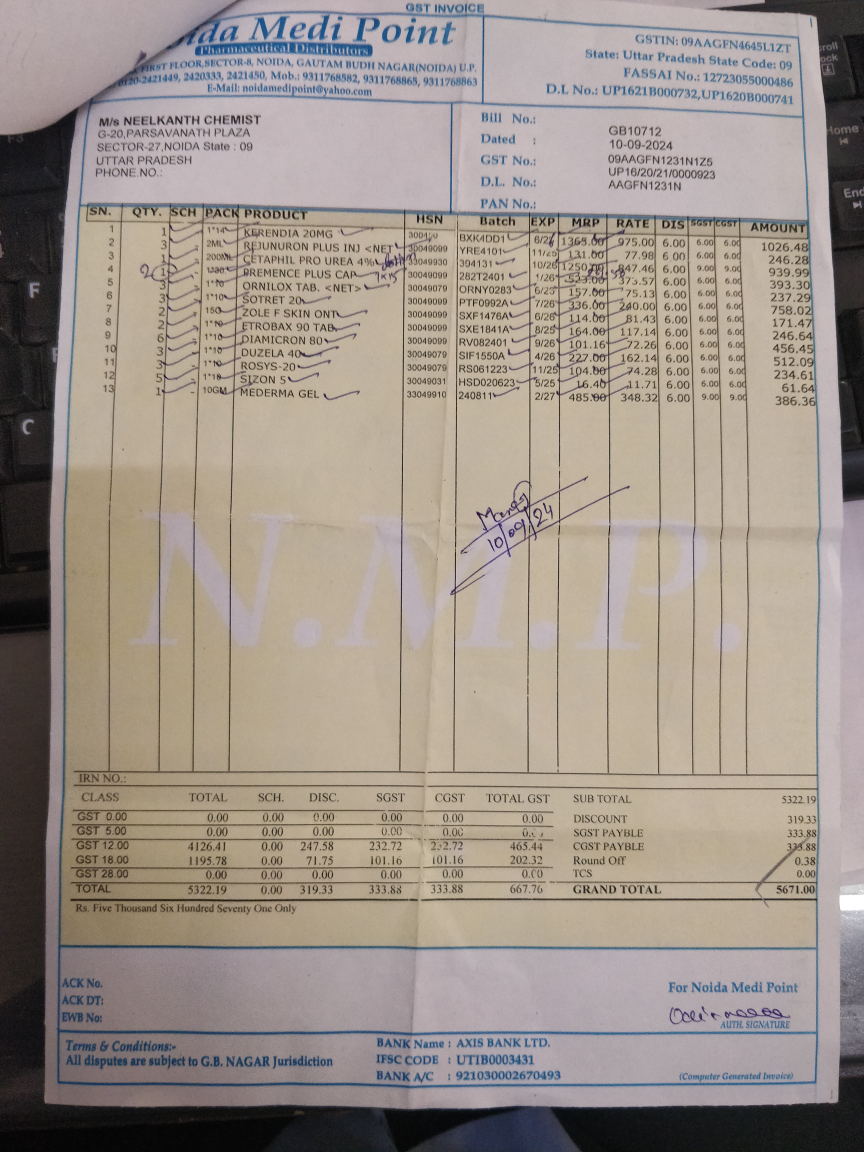 GST INVOICE
Noida Medi Point
Pharmaceutical Distributors
FIRST FLOOR,SECTOR-8, NOIDA, GAUTAM BUDH NAGAR(NOIDA) U.P.
0120-2421449, 2420333, 2421450, Mob.: 9311768582, 9311768865, 9311768863
E-Mail: noidamedipoint@yahoo.com
GSTIN: 09AAGFN4645L1ZT
State: Uttar Pradesh State Code: 09
FASSAI No.: 12723055000486
D.L No.: UP1621B000732,UP1620B000741
M/s NEELKANTH CHEMIST
G-20,PARSAVANATH PLAZA
SECTOR-27,NOIDA State : 09
UTTAR PRADESH
PHONE.NO.:
Bill No.: GB10712
Dated : 10-09-2024
GST No.: 09AAGFN1231N1Z5
D.L. No.: UP16/20/21/0000923
PAN No.: AAGFN1231N
SN. QTY. SCH PACK PRODUCT HSN Batch EXP MRP RATE DIS SGST CGST AMOUNT
1 1 - 1*14 KERENDIA 20MG BXK4DD1 6/26 1365.00 975.00 6.00 6.00 6.00 1026.48
2 3 - 2ML REJUNURON PLUS INJ <NET 30049099 YRE4101 11/25 131.00 77.98 6.00 6.00 6.00 246.28
3 1 - 200ML CETAPHIL PRO UREA 4% 33049930 394131 10/26 1250.00 847.46 6.00 9.00 9.00 939.99
4 1 - PREMENCE PLUS CAP 30049099 282T2401 1/26 373.57 6.00 6.00 6.00 393.30
5 3 - 1*10 ORNILOX TAB. <NET> 30049079 ORNY0283 6/25 157.00 75.13 6.00 6.00 6.00 237.29
6 3 - 1*10 SOTRET 20 30049099 PTF0992A 7/26 336.00 240.00 6.00 6.00 6.00 758.02
7 2 - 15G ZOLE F SKIN ONT 30049099 SXF1476A 6/26 114.00 81.43 6.00 6.00 6.00 171.47
8 2 - 1*10 ETROBAX 90 TAB 30049099 SXE1841A 8/25 164.00 117.14 6.00 6.00 6.00 246.64
9 6 - 1*10 DIAMICRON 80 30049099 RV082401 9/26 101.16 72.26 6.00 6.00 6.00 456.45
10 3 - 1*10 DUZELA 40 30049079 SIF1550A 4/26 227.00 162.14 6.00 6.00 6.00 512.09
11 3 - 1*10 ROSYS-20 30049079 RS061223 11/25 104.00 74.28 6.00 6.00 6.00 234.61
12 5 - 1*10 SIZON 5 30049031 HSD020623 5/25 16.40 11.71 6.00 6.00 6.00 61.64
13 1 - 10GM MEDERMA GEL 33049910 240811 2/27 485.00 348.32 6.00 9.00 9.00 386.36
10/09/24
N.M.P.
IRN NO.:
CLASS TOTAL SCH. DISC. SGST CGST TOTAL GST
GST 0.00 0.00 0.00 0.00 0.00 0.00 0.00
GST 5.00 0.00 0.00 0.00 0.00 0.00
GST 12.00 4126.41 0.00 247.58 232.72 232.72 465.44
GST 18.00 1195.78 0.00 71.75 101.16 101.16 202.32
GST 28.00 0.00 0.00 0.00 0.00 0.00 0.00
TOTAL 5322.19 0.00 319.33 333.88 333.88 667.76
SUB TOTAL 5322.19
DISCOUNT 319.33
SGST PAYBLE 333.88
CGST PAYBLE 333.88
Round Off 0.38
TCS 0.00
GRAND TOTAL 5671.00
Rs. Five Thousand Six Hundred Seventy One Only
ACK No.
ACK DT:
EWB No:
For Noida Medi Point
AUTH. SIGNATURE
Terms & Conditions:-
All disputes are subject to G.B. NAGAR Jurisdiction
BANK Name : AXIS BANK LTD.
IFSC CODE : UTIB0003431
BANK A/C : 921030002670493
(Computer Generated Invoice)